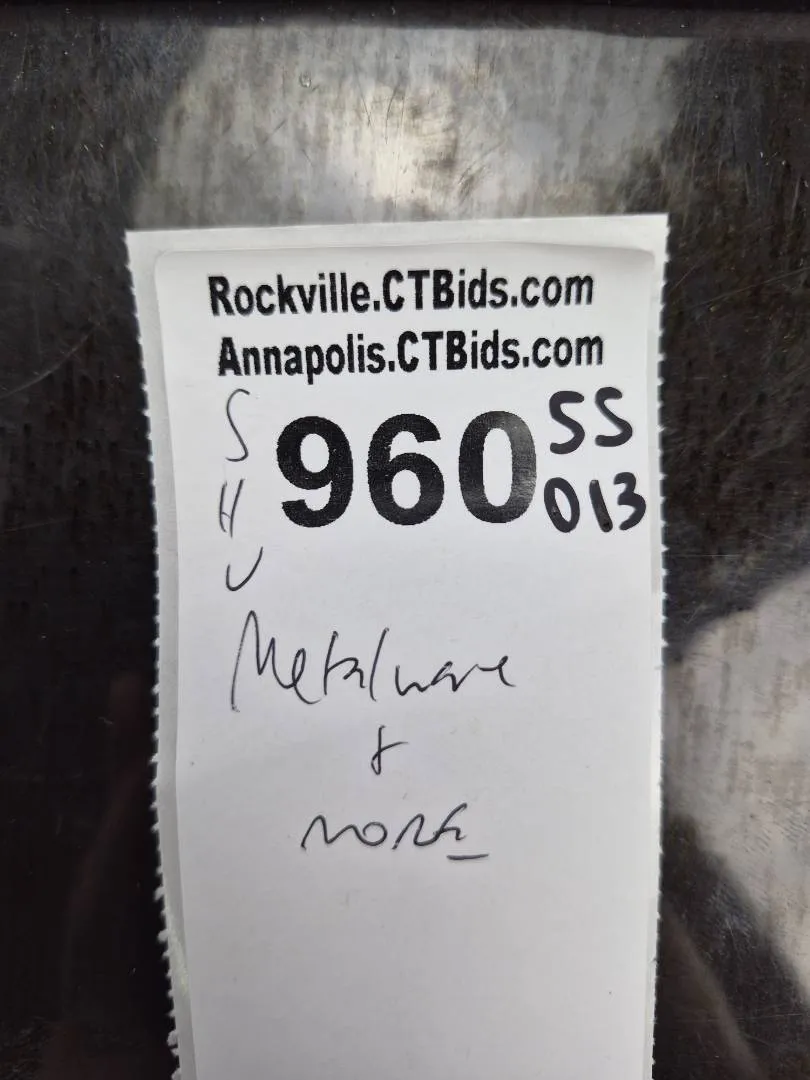 Rockville.CTBids.com
Annapolis.CTBids.com
S
H
U
960
SS
013
Metalware
&
MORE